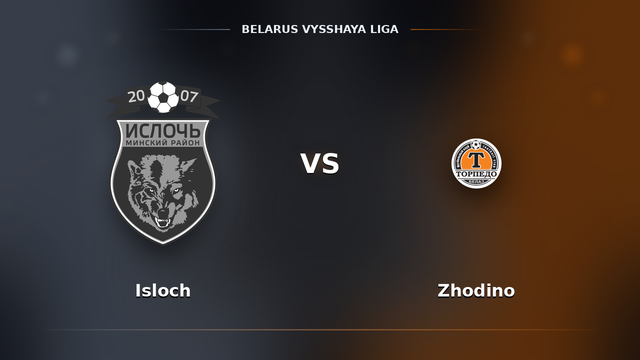 BELARUS VYSSHAYA LIGA
20 07
ИСЛОЧЬ
МИНСКИЙ РАЙОН
VS
Т
ТОРПЕДО
Isloch
Zhodino